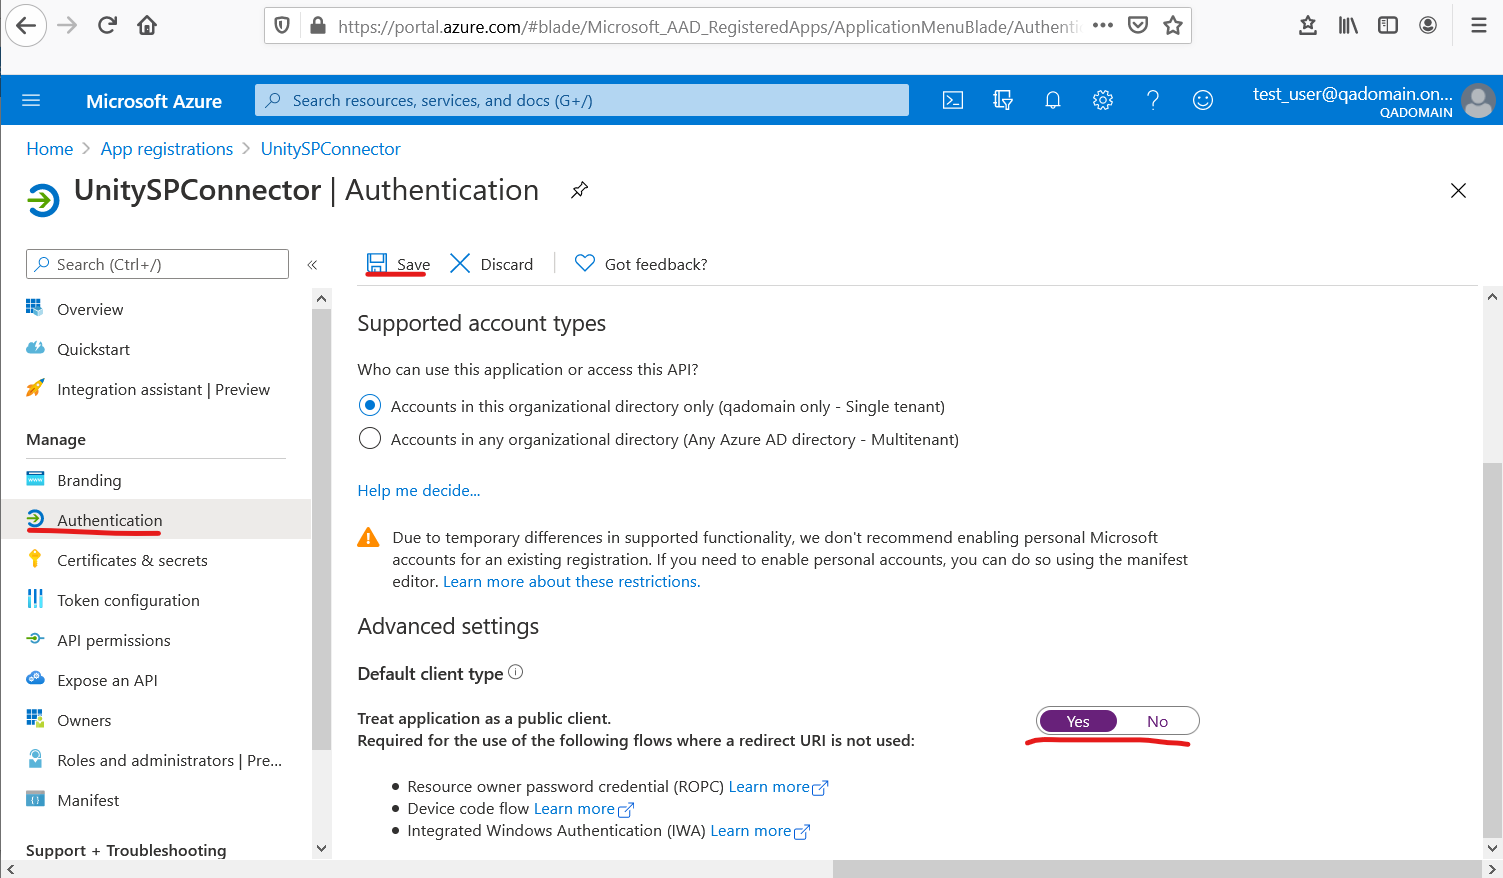 https://portal.azure.com/#blade/Microsoft_AAD_RegisteredApps/ApplicationMenuBlade/Authenti
Microsoft Azure
Search resources, services, and docs (G+/)
test_user@qadomain.on...
QADOMAIN
Home > App registrations > UnitySPConnector
UnitySPConnector | Authentication
Search (Ctrl+/)
«
Overview
Quickstart
Integration assistant | Preview
Manage
Branding
Authentication
Certificates & secrets
Token configuration
API permissions
Expose an API
Owners
Roles and administrators | Pre...
Manifest
Support + Troubleshooting
Save
Discard
Got feedback?
Supported account types
Who can use this application or access this API?
Accounts in this organizational directory only (qadomain only - Single tenant)
Accounts in any organizational directory (Any Azure AD directory - Multitenant)
Help me decide...
Due to temporary differences in supported functionality, we don't recommend enabling personal Microsoft
accounts for an existing registration. If you need to enable personal accounts, you can do so using the manifest
editor. Learn more about these restrictions.
Advanced settings
Default client type
Treat application as a public client.
Required for the use of the following flows where a redirect URI is not used:
Yes No
• Resource owner password credential (ROPC) Learn more
• Device code flow Learn more
• Integrated Windows Authentication (IWA) Learn more